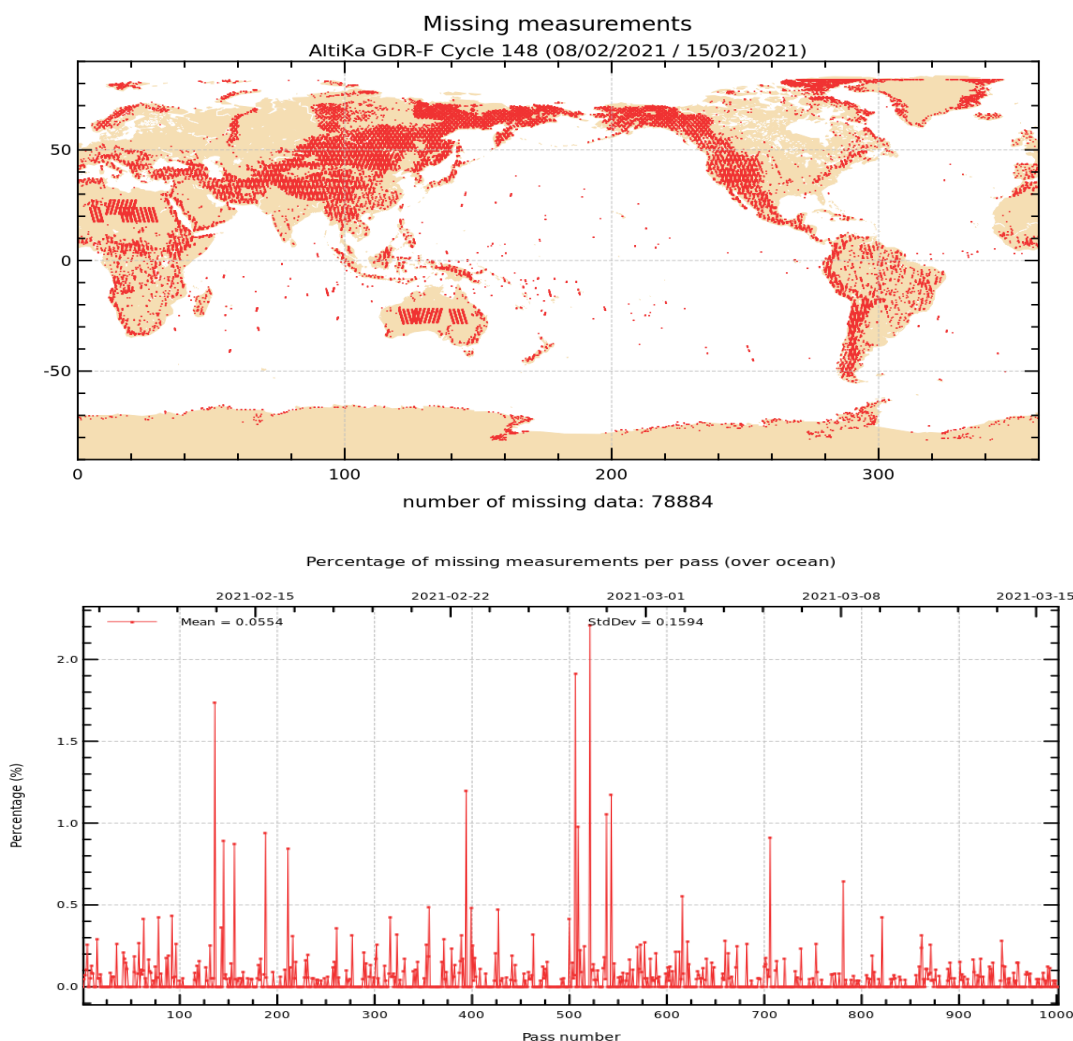 Missing measurements
AltiKa GDR-F Cycle 148 (08/02/2021 / 15/03/2021)
50
0
-50
0 100 200 300
number of missing data: 78884
Percentage of missing measurements per pass (over ocean)
2021-02-15 2021-02-22 2021-03-01 2021-03-08 2021-03-15
Mean = 0.0554 StdDev = 0.1594
2.0
1.5
1.0
0.5
0.0
Percentage (%)
100 200 300 400 500 600 700 800 900 1000
Pass number